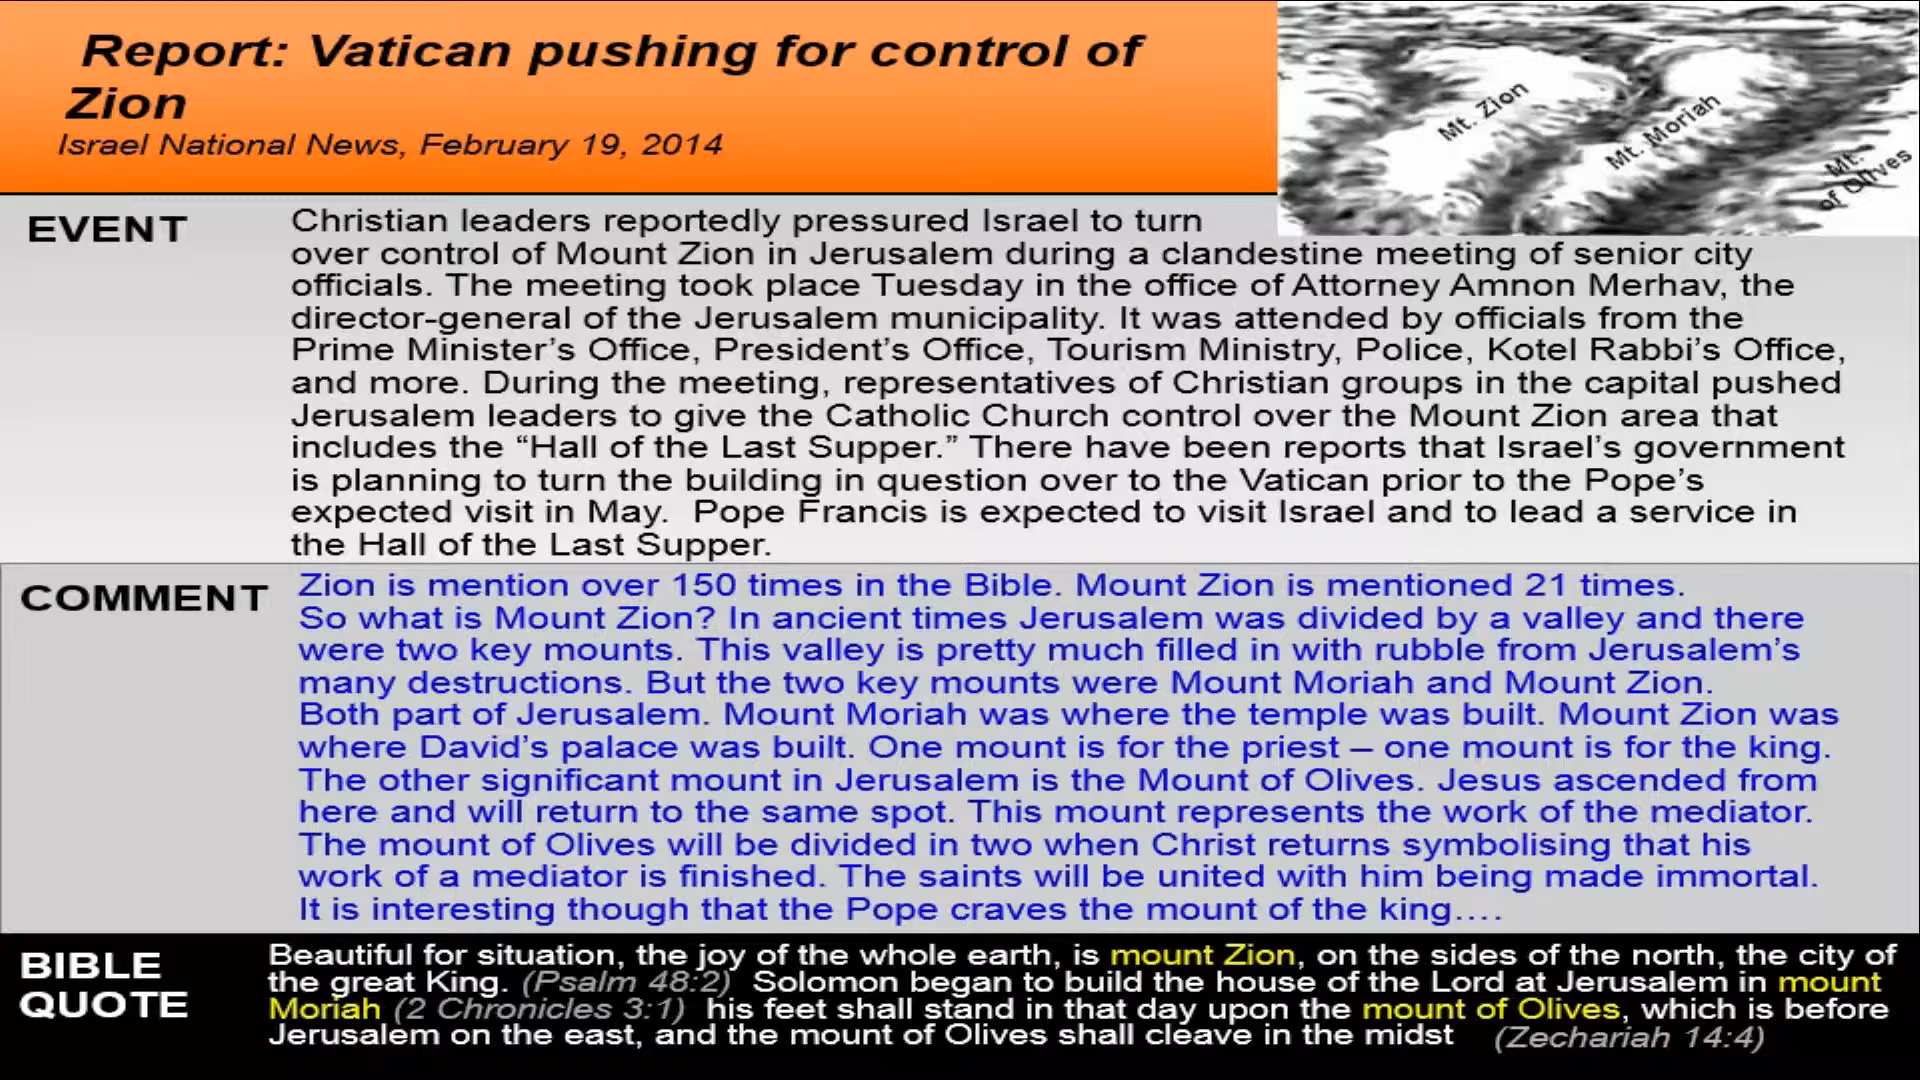 Report: Vatican pushing for control of
Zion
Israel National News, February 19, 2014
Mt. Zion
Mt. Moriah
Mt.
of Olives
EVENT
Christian leaders reportedly pressured Israel to turn
over control of Mount Zion in Jerusalem during a clandestine meeting of senior city
officials. The meeting took place Tuesday in the office of Attorney Amnon Merhav, the
director-general of the Jerusalem municipality. It was attended by officials from the
Prime Minister’s Office, President’s Office, Tourism Ministry, Police, Kotel Rabbi’s Office,
and more. During the meeting, representatives of Christian groups in the capital pushed
Jerusalem leaders to give the Catholic Church control over the Mount Zion area that
includes the “Hall of the Last Supper.” There have been reports that Israel’s government
is planning to turn the building in question over to the Vatican prior to the Pope’s
expected visit in May.  Pope Francis is expected to visit Israel and to lead a service in
the Hall of the Last Supper.
COMMENT
Zion is mention over 150 times in the Bible. Mount Zion is mentioned 21 times.
So what is Mount Zion? In ancient times Jerusalem was divided by a valley and there
were two key mounts. This valley is pretty much filled in with rubble from Jerusalem’s
many destructions. But the two key mounts were Mount Moriah and Mount Zion.
Both part of Jerusalem. Mount Moriah was where the temple was built. Mount Zion was
where David’s palace was built. One mount is for the priest – one mount is for the king.
The other significant mount in Jerusalem is the Mount of Olives. Jesus ascended from
here and will return to the same spot. This mount represents the work of the mediator.
The mount of Olives will be divided in two when Christ returns symbolising that his
work of a mediator is finished. The saints will be united with him being made immortal.
It is interesting though that the Pope craves the mount of the king….
BIBLE
QUOTE
Beautiful for situation, the joy of the whole earth, is mount Zion, on the sides of the north, the city of
the great King. (Psalm 48:2)  Solomon began to build the house of the Lord at Jerusalem in mount
Moriah (2 Chronicles 3:1)  his feet shall stand in that day upon the mount of Olives, which is before
Jerusalem on the east, and the mount of Olives shall cleave in the midst (Zechariah 14:4)